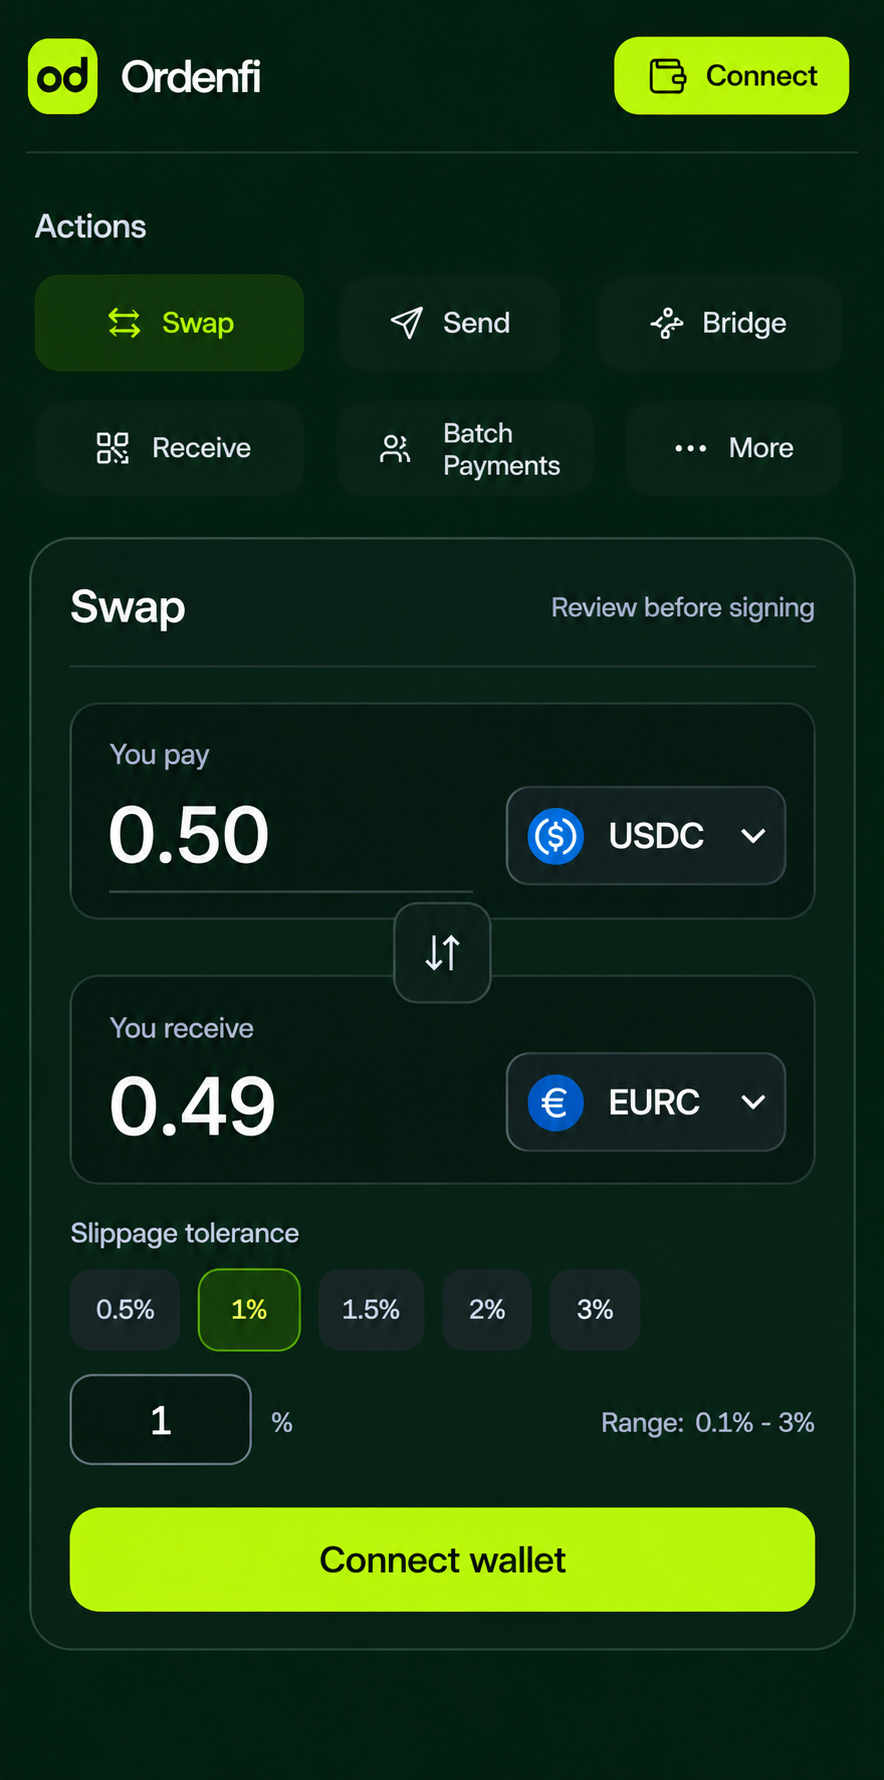 od Ordenfi
Connect
Actions
Swap
Send
Bridge
Receive
Batch
Payments
More
Swap
Review before signing
You pay
0.50
USDC
You receive
0.49
€ EURC
Slippage tolerance
0.5%
1%
1.5%
2%
3%
1 %
Range: 0.1% - 3%
Connect wallet